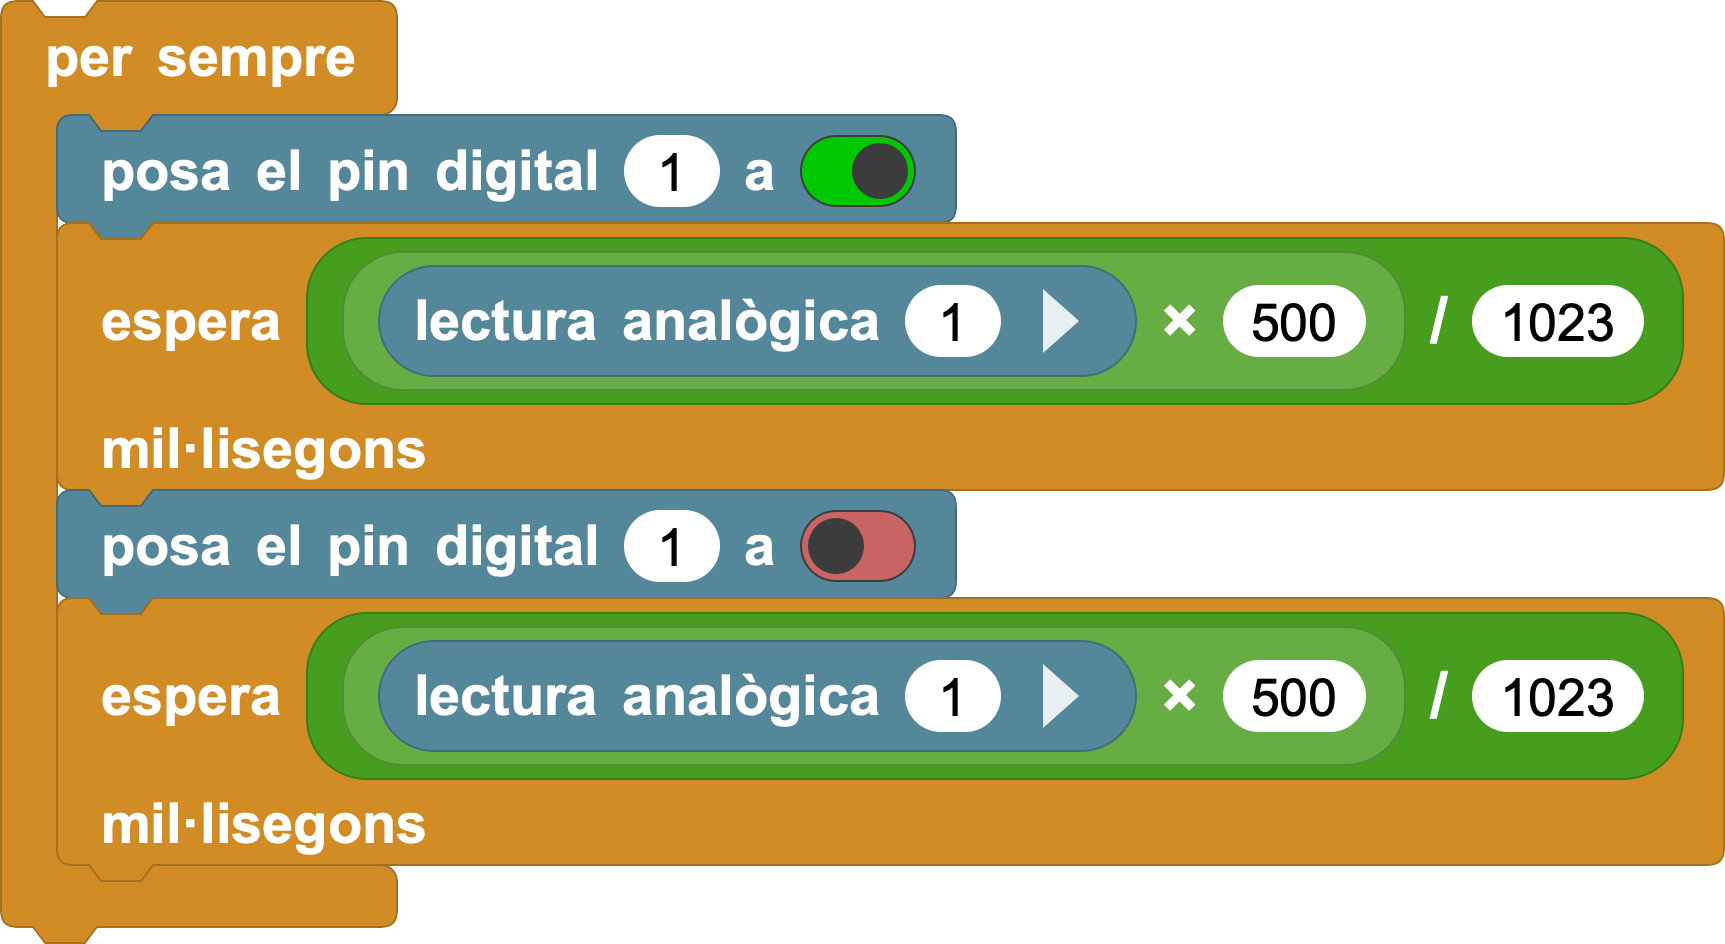 per sempre
posa el pin digital 1 a
espera lectura analògica 1 × 500 / 1023
mil·lisegons
posa el pin digital 1 a
espera lectura analògica 1 × 500 / 1023
mil·lisegons